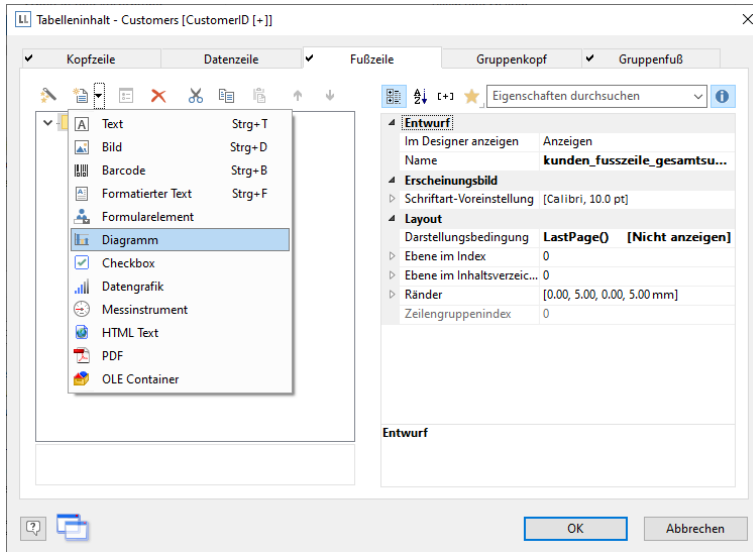 LL Tabelleninhalt - Customers [CustomerID [+]]
Kopfzeile Datenzeile Fußzeile Gruppenkopf Gruppenfuß
Eigenschaften durchsuchen
A Text Strg+T
Bild Strg+D
Barcode Strg+B
Formatierter Text Strg+F
Formularelement
Diagramm
Checkbox
Datengrafik
Messinstrument
HTML Text
PDF
OLE Container
Entwurf
Im Designer anzeigen Anzeigen
Name kunden_fusszeile_gesamtsu...
Erscheinungsbild
Schriftart-Voreinstellung [Calibri, 10.0 pt]
Layout
Darstellungsbedingung LastPage() [Nicht anzeigen]
Ebene im Index 0
Ebene im Inhaltsverzeic... 0
Ränder [0.00, 5.00, 0.00, 5.00 mm]
Zeilengruppenindex 0
Entwurf
OK Abbrechen